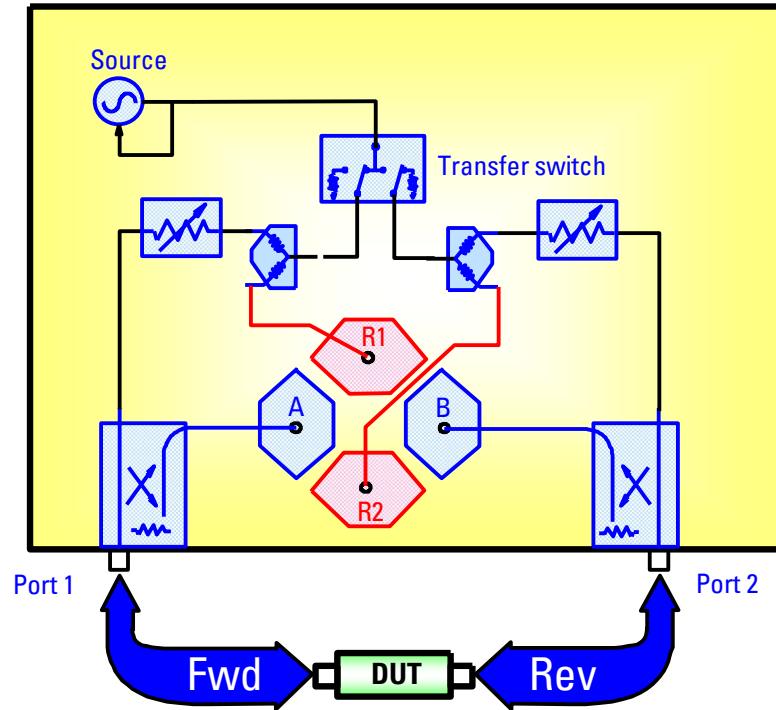 Source
Transfer switch
R1
A
B
R2
Port 1
Port 2
Fwd
DUT
Rev